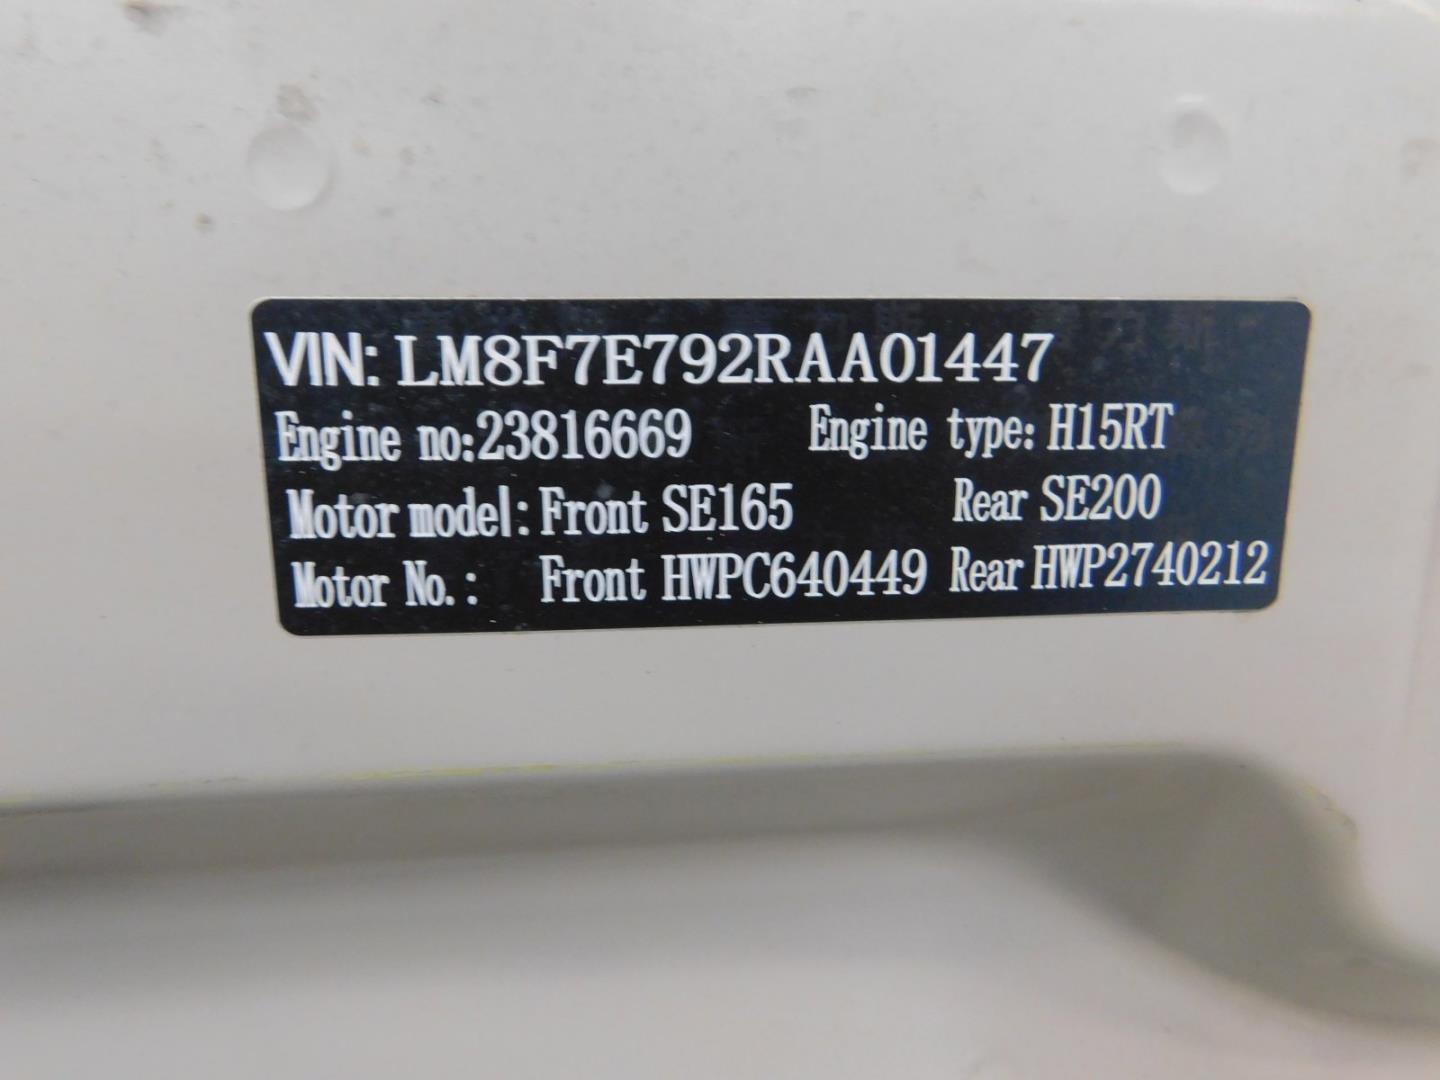 VIN: LM8F7E792RAA01447
Engine no:23816669 Engine type: H15RT
Motor model: Front SE165 Rear SE200
Motor No.: Front HWPC640449 Rear HWP2740212